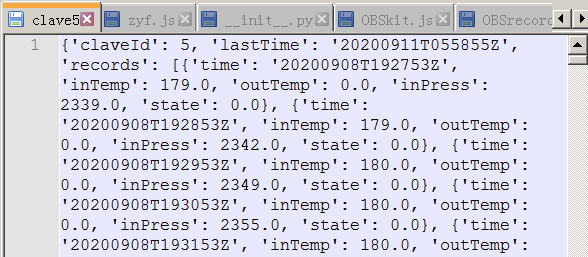 clave5 zyf.js __init__.py OBSkit.js OBSrecord
1 {'claveId': 5, 'lastTime': '20200911T055855Z',
'records': [{'time': '20200908T192753Z',
'inTemp': 179.0, 'outTemp': 0.0, 'inPress':
2339.0, 'state': 0.0}, {'time':
'20200908T192853Z', 'inTemp': 179.0, 'outTemp':
0.0, 'inPress': 2342.0, 'state': 0.0}, {'time':
'20200908T192953Z', 'inTemp': 180.0, 'outTemp':
0.0, 'inPress': 2349.0, 'state': 0.0}, {'time':
'20200908T193053Z', 'inTemp': 180.0, 'outTemp':
0.0, 'inPress': 2355.0, 'state': 0.0}, {'time':
'20200908T193153Z', 'inTemp': 180.0, 'outTemp':